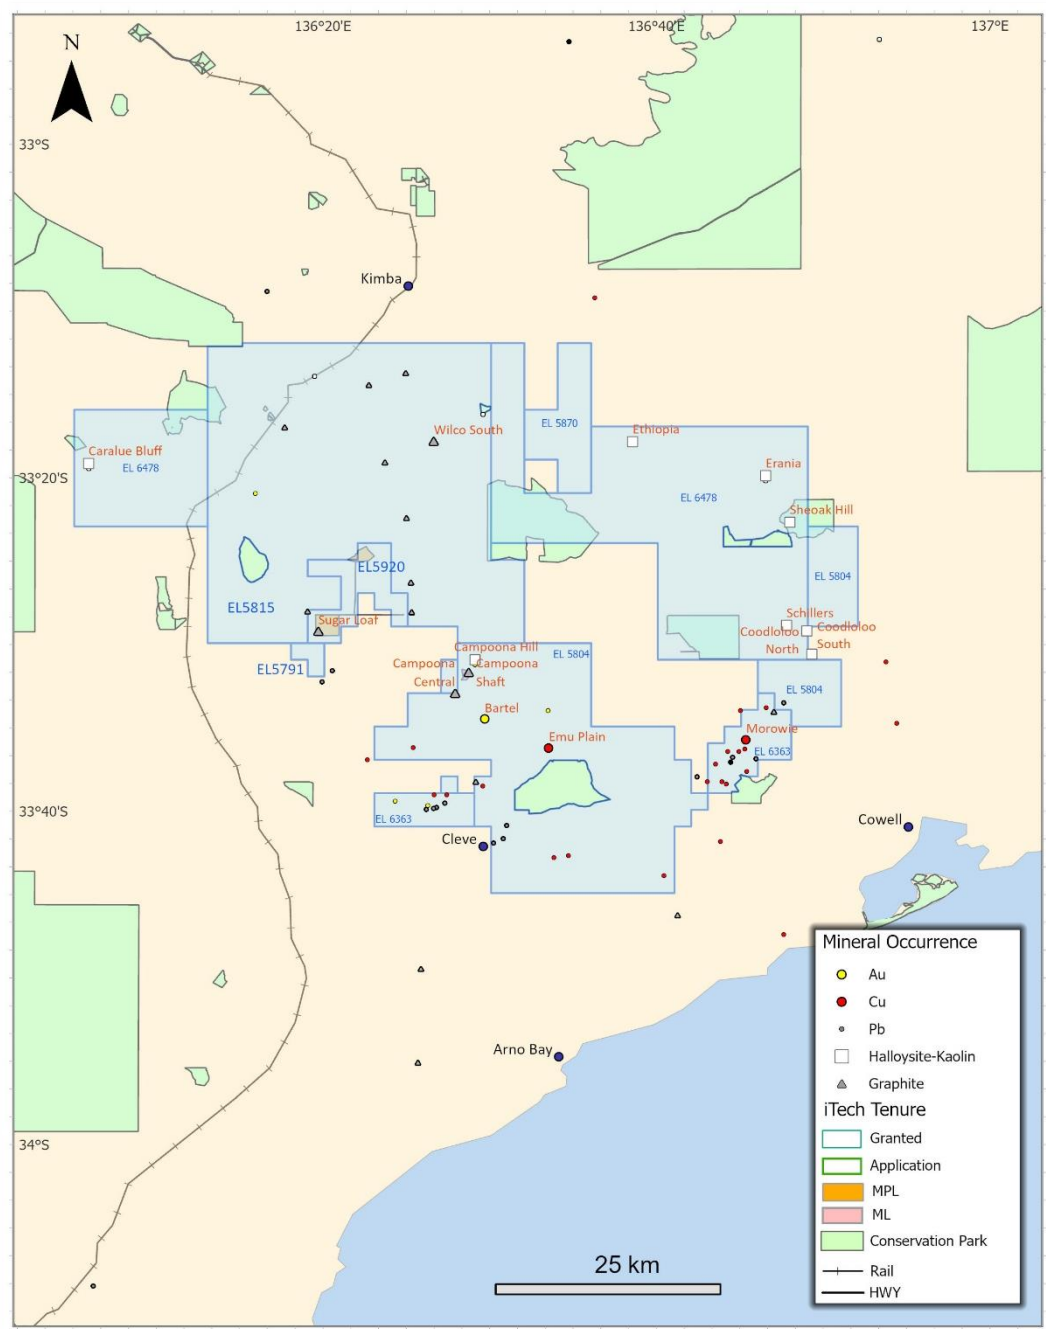 136°20'E
136°40'E
137°E
N
33°S
Kimba
EL 5870
Wilco South
Ethiopia
Caralue Bluff
EL 6478
Erania
33°20'S
EL 6478
Sheoak Hill
EL5920
EL 5804
EL5815
Sugar Loaf
Schillers
Coodloloo
North
Coodloloo
South
Campoona Hill
EL 5804
EL5791
Campoona
Central
Campoona
Shaft
EL 5804
Bartel
Emu Plain
Morowie
EL 6363
33°40'S
EL 6363
Cleve
Cowell
Arno Bay
34°S
25 km
Mineral Occurrence
Au
Cu
Pb
Halloysite-Kaolin
Graphite
iTech Tenure
Granted
Application
MPL
ML
Conservation Park
Rail
HWY